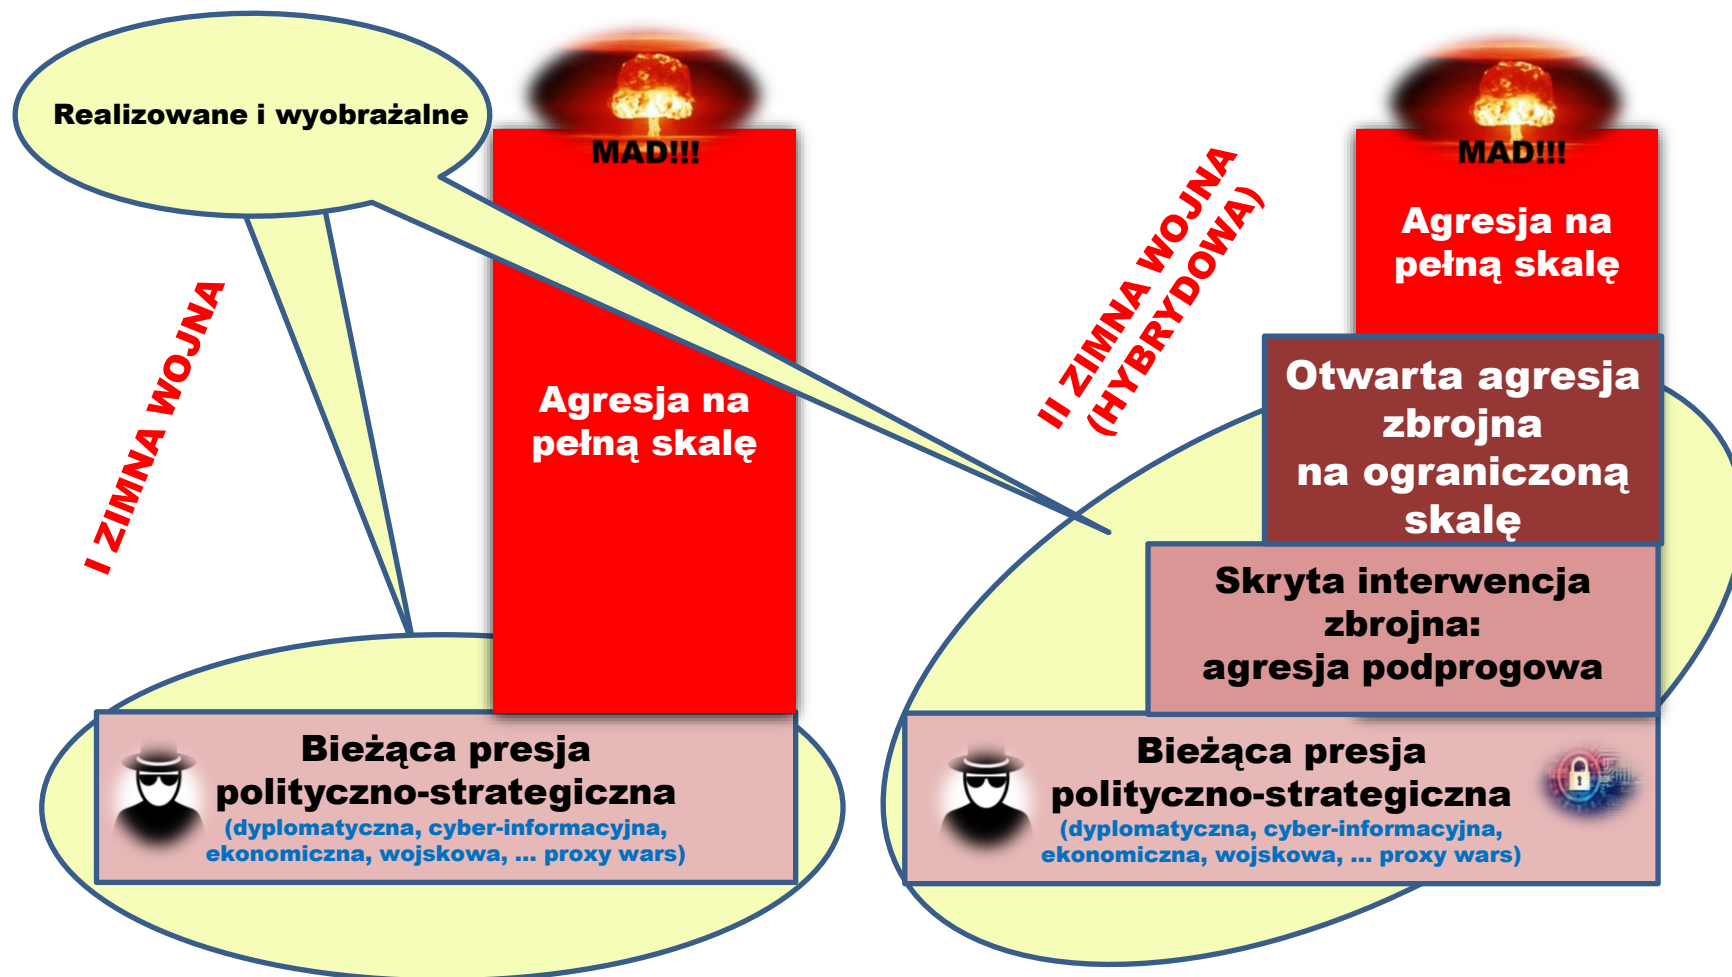 Realizowane i wyobrażalne
I ZIMNA WOJNA
MAD!!!
Agresja na
pełną skalę
Bieżąca presja
polityczno-strategiczna
(dyplomatyczna, cyber-informacyjna,
ekonomiczna, wojskowa, ... proxy wars)
II ZIMNA WOJNA
(HYBRYDOWA)
MAD!!!
Agresja na
pełną skalę
Otwarta agresja
zbrojna
na ograniczoną
skalę
Skryta interwencja
zbrojna:
agresja podprogowa
Bieżąca presja
polityczno-strategiczna
(dyplomatyczna, cyber-informacyjna,
ekonomiczna, wojskowa, ... proxy wars)